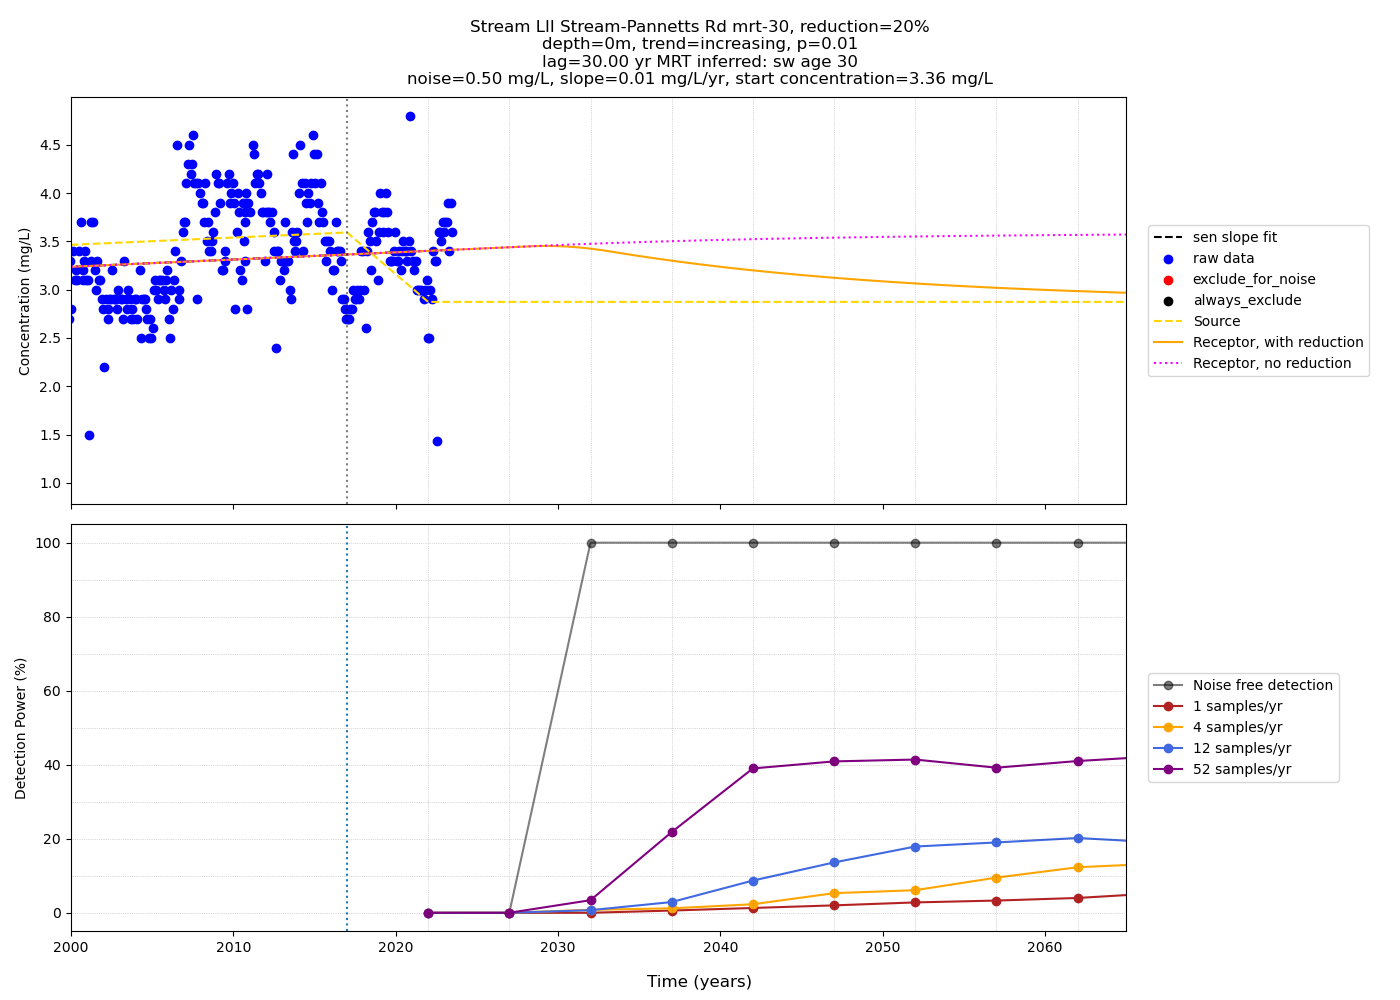 Stream LII Stream-Pannetts Rd mrt-30, reduction=20%
depth=0m, trend=increasing, p=0.01
lag=30.00 yr MRT inferred: sw age 30
noise=0.50 mg/L, slope=0.01 mg/L/yr, start concentration=3.36 mg/L
Concentration (mg/L)
4.5
4.0
3.5
3.0
2.5
2.0
1.5
1.0
sen slope fit
raw data
exclude_for_noise
always_exclude
Source
Receptor, with reduction
Receptor, no reduction
Detection Power (%)
100
80
60
40
20
0
2000
2010
2020
2030
2040
2050
2060
Time (years)
Noise free detection
1 samples/yr
4 samples/yr
12 samples/yr
52 samples/yr